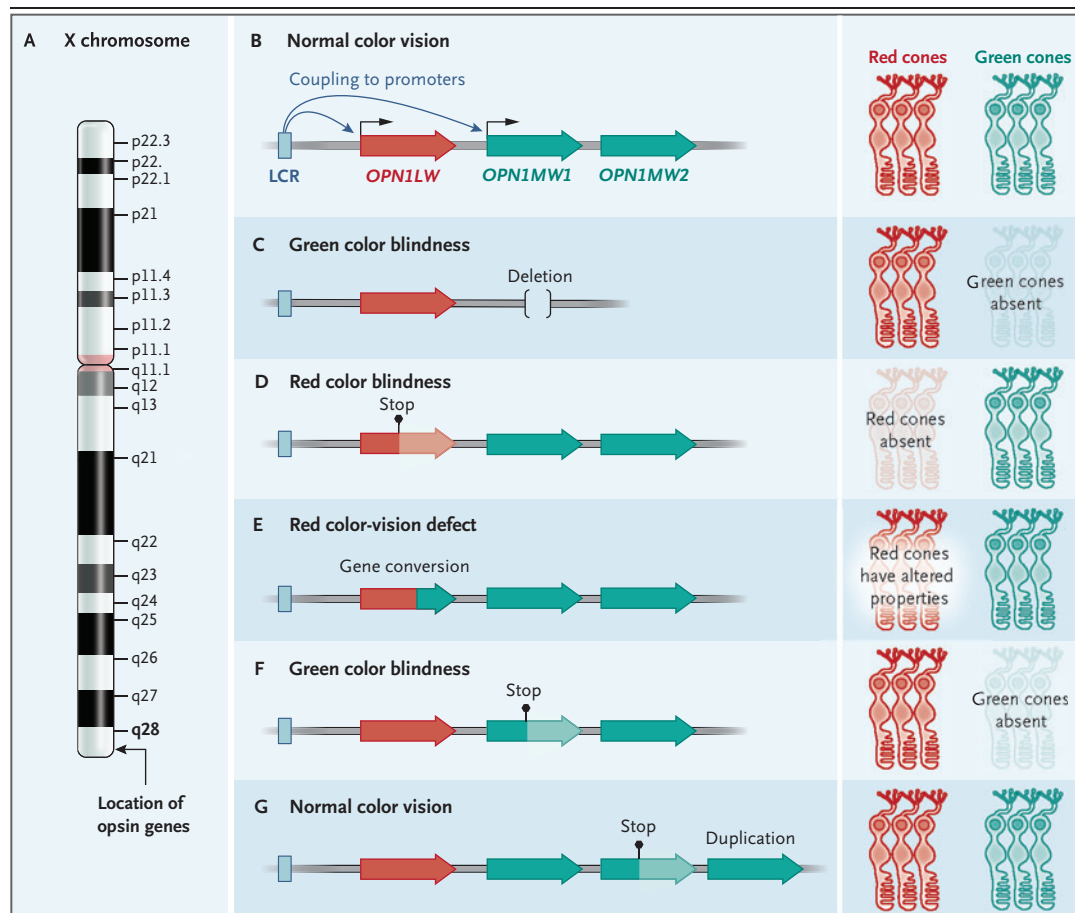 A X chromosome
p22.3
p22.
p22.1
p21
p11.4
p11.3
p11.2
p11.1
q11.1
q12
q13
q21
q22
q23
q24
q25
q26
q27
q28
Location of
opsin genes
B Normal color vision
Coupling to promoters
LCR
OPN1LW
OPN1MW1
OPN1MW2
Red cones
Green cones
C Green color blindness
Deletion
Green cones
absent
D Red color blindness
Stop
Red cones
absent
E Red color-vision defect
Gene conversion
Red cones
have altered
properties
F Green color blindness
Stop
Green cones
absent
G Normal color vision
Stop
Duplication